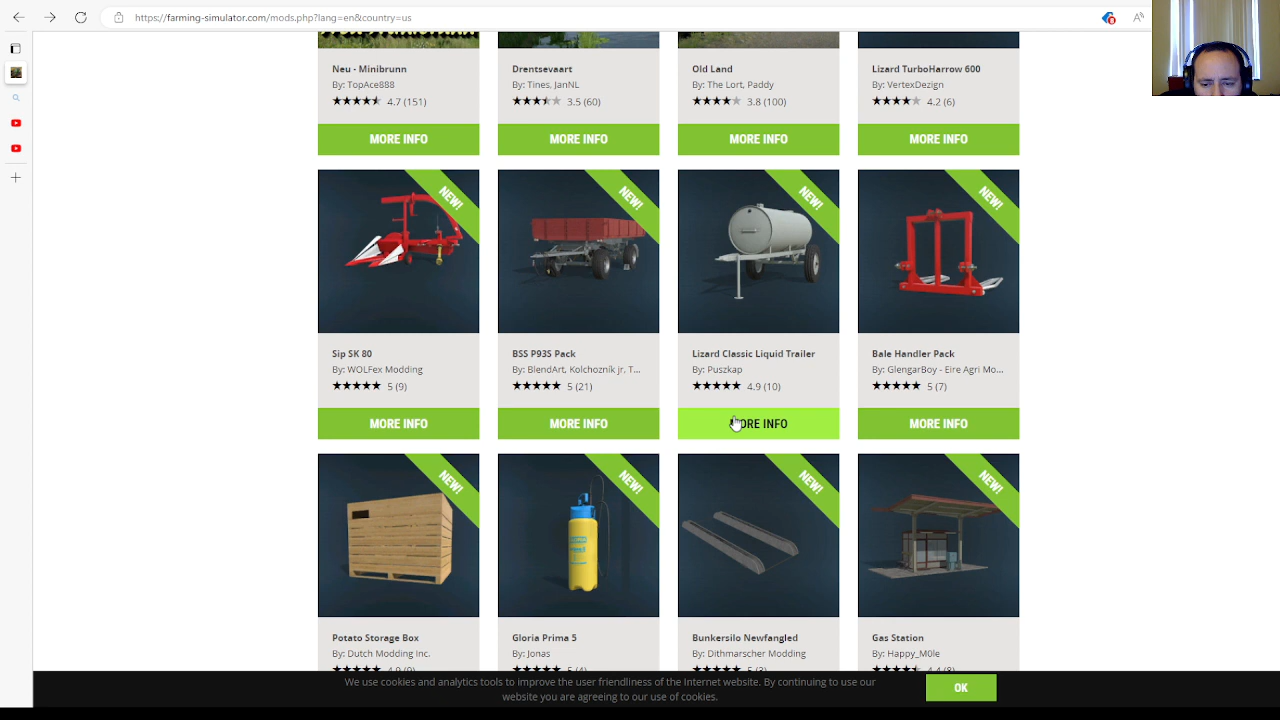 https://farming-simulator.com/mods.php?lang=en&country=us
Neu - Minibrunn
By: TopAce888
4.7 (151)
MORE INFO
Drentsevaart
By: Tines, JanNL
3.5 (60)
MORE INFO
Old Land
By: The Lort, Paddy
3.8 (100)
MORE INFO
Lizard TurboHarrow 600
By: VertexDezign
4.2 (6)
MORE INFO
NEW!
Sip SK 80
By: WOLFex Modding
5 (9)
MORE INFO
NEW!
BSS P93S Pack
By: BlendArt, Kolchozník jr. T...
5 (21)
MORE INFO
NEW!
Lizard Classic Liquid Trailer
By: Puszkap
4.9 (10)
MORE INFO
NEW!
Bale Handler Pack
By: GlengarBoy - Eire Agri Mo...
5 (7)
MORE INFO
NEW!
Potato Storage Box
By: Dutch Modding Inc.
4.9 (9)
NEW!
Gloria Prima 5
By: Jonas
5 (4)
NEW!
Bunkersilo Newfangled
By: Dithmarscher Modding
5 (3)
NEW!
Gas Station
By: Happy_M0le
4.4 (8)
We use cookies and analytics tools to improve the user friendliness of the Internet website. By continuing to use our
website you are agreeing to our use of cookies.
OK